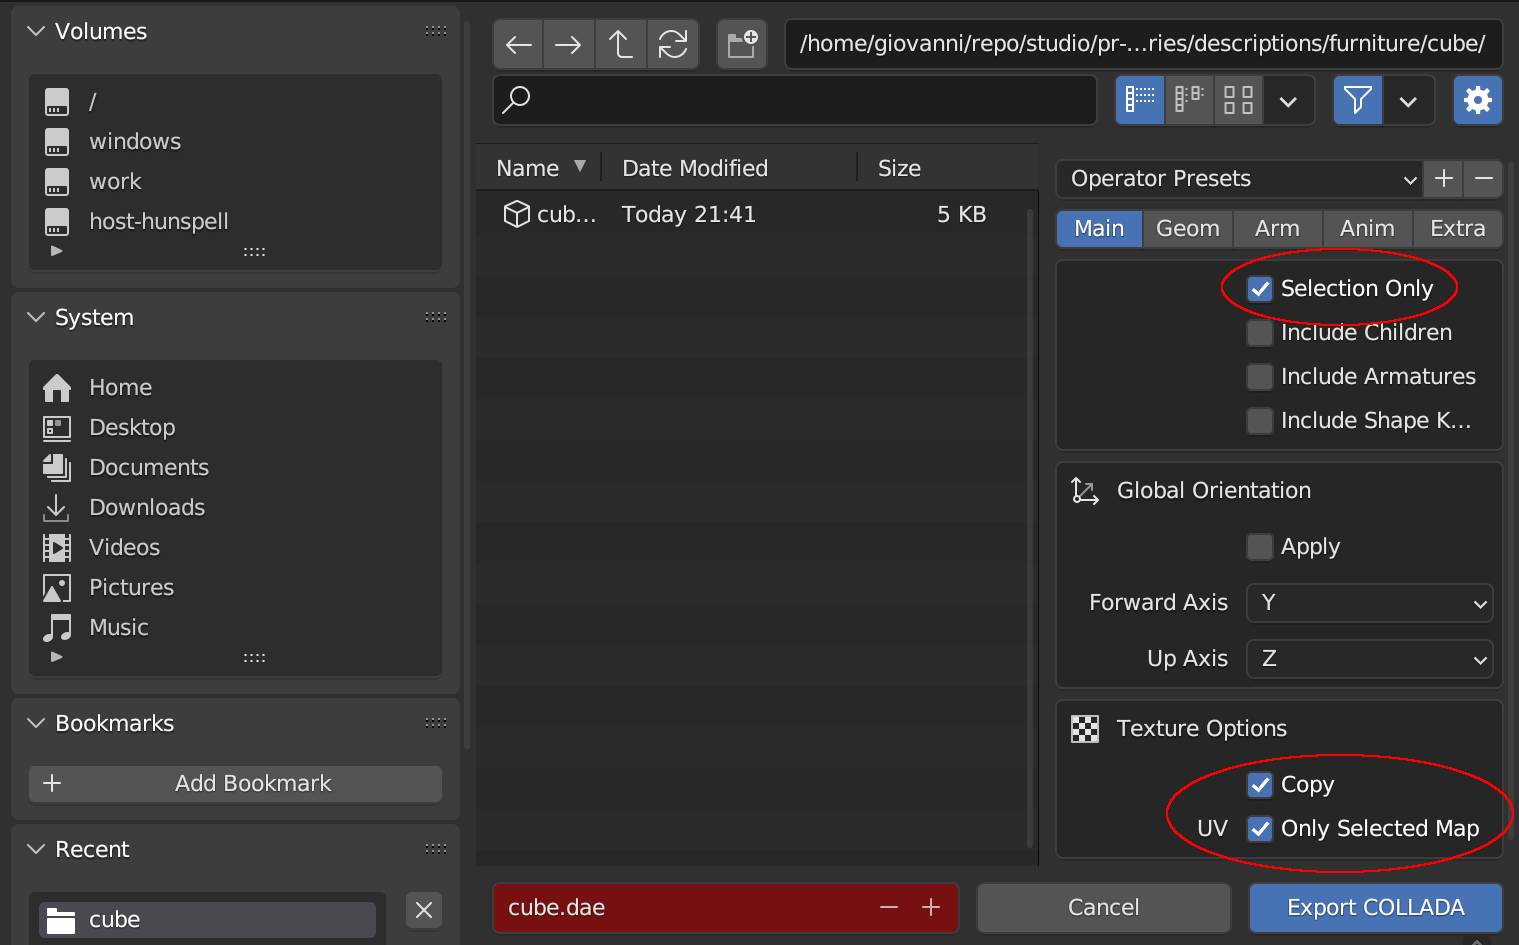 Volumes
/
windows
work
host-hunspell
System
Home
Desktop
Documents
Downloads
Videos
Pictures
Music
Bookmarks
Add Bookmark
Recent
cube
/home/giovanni/repo/studio/pr-...ries/descriptions/furniture/cube/
Name Date Modified Size
cub... Today 21:41 5 KB
Operator Presets
Main Geom Arm Anim Extra
Selection Only
Include Children
Include Armatures
Include Shape K...
Global Orientation
Apply
Forward Axis Y
Up Axis Z
Texture Options
Copy
UV Only Selected Map
cube.dae Cancel Export COLLADA